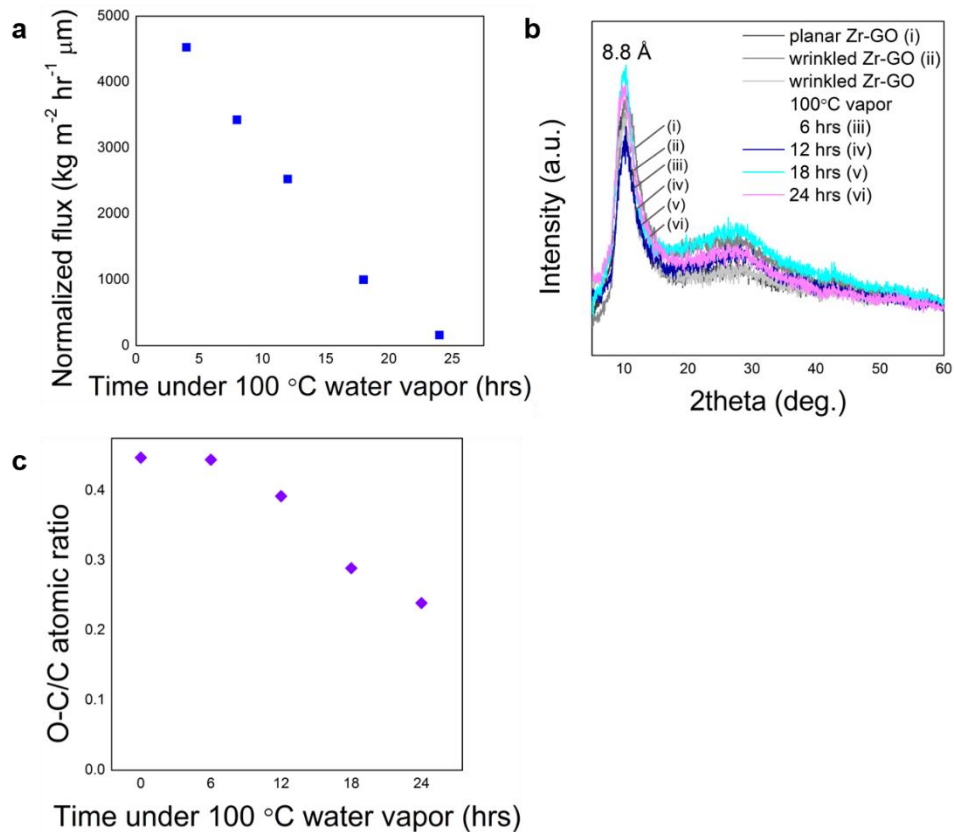 a
Normalized flux (kg m⁻² hr⁻¹ μm)
5000
4000
3000
2000
1000
0
0 5 10 15 20 25
Time under 100 °C water vapor (hrs)
b
Intensity (a.u.)
8.8 Å
planar Zr-GO (i)
wrinkled Zr-GO (ii)
wrinkled Zr-GO
100°C vapor
6 hrs (iii)
12 hrs (iv)
18 hrs (v)
24 hrs (vi)
(i)
(ii)
(iii)
(iv)
(v)
(vi)
10 20 30 40 50 60
2theta (deg.)
c
O-C/C atomic ratio
0.4
0.3
0.2
0.1
0.0
0 6 12 18 24
Time under 100 °C water vapor (hrs)